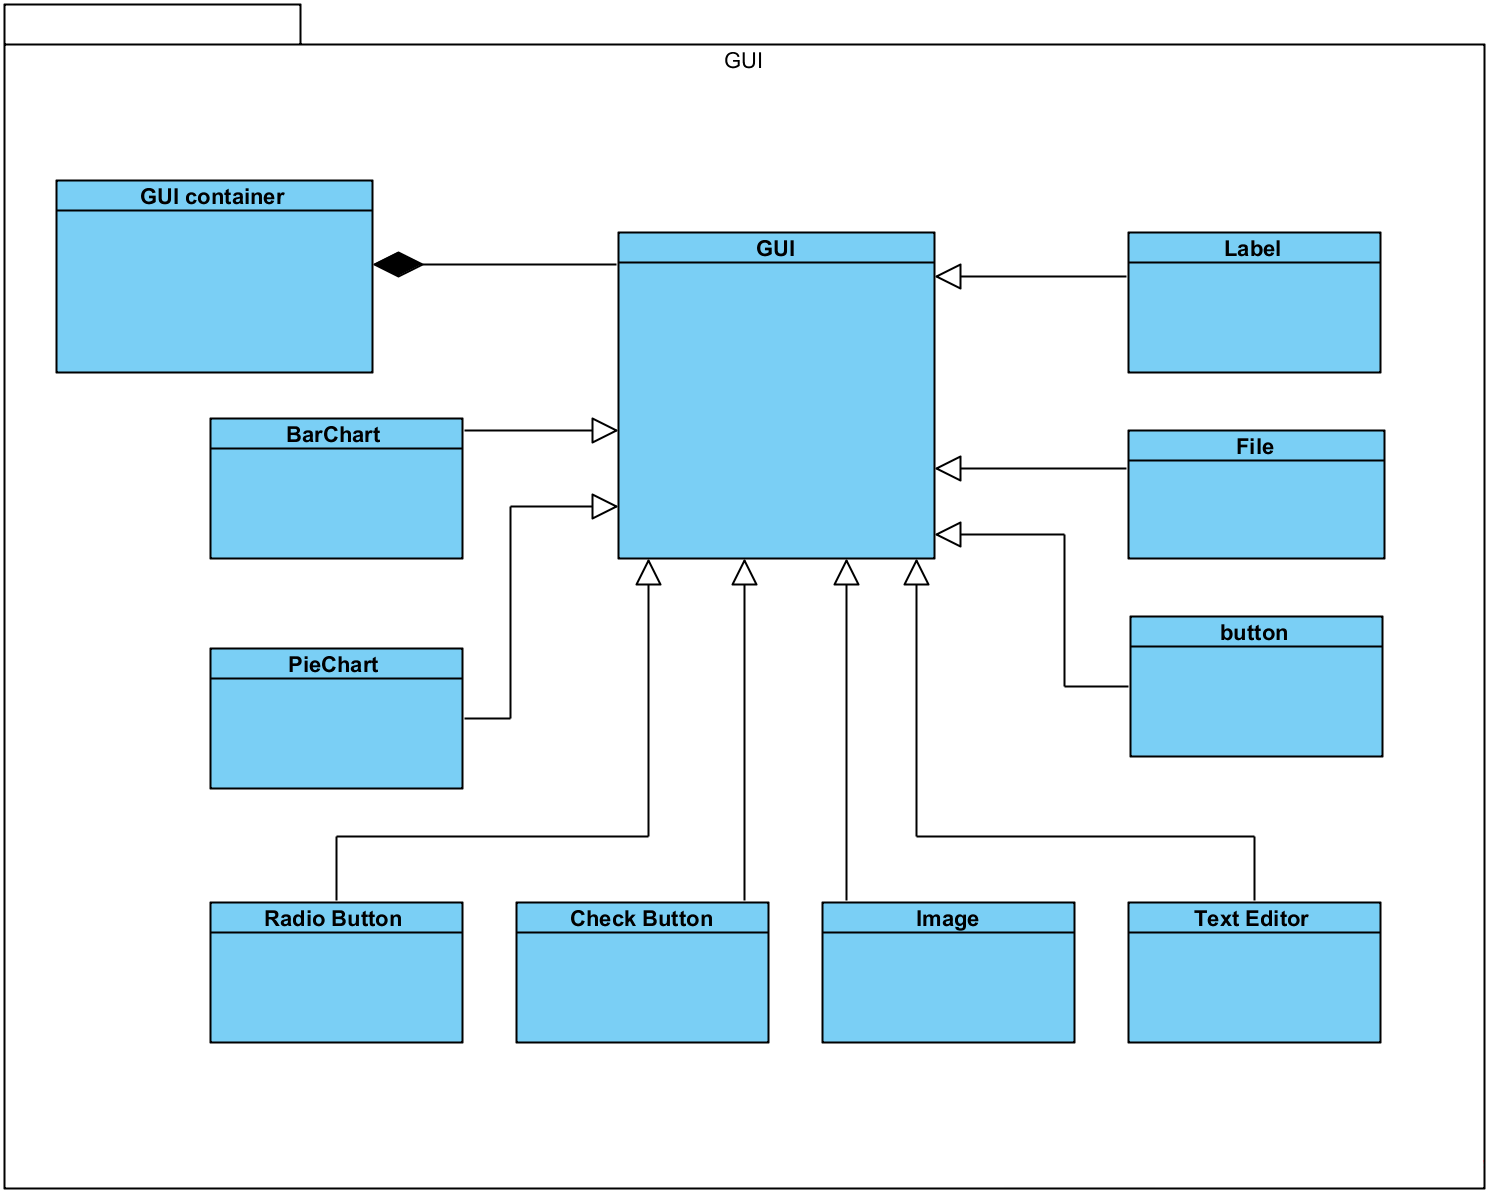 GUI
GUI container
GUI
Label
BarChart
File
button
PieChart
Radio Button
Check Button
Image
Text Editor